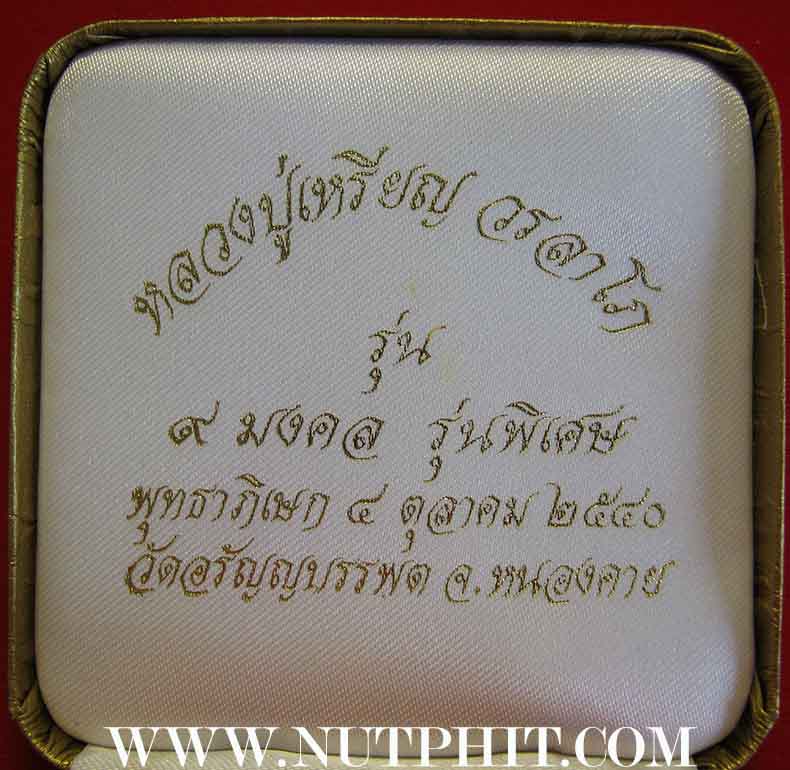 หลวงปู่เหรียญ วรลาโภ
รุ่น
๙ มงคล รุ่นพิเศษ
พุทธาภิเษก ๔ ตุลาคม ๒๕๔๐
วัดอรัญญบรรพต จ.หนองคาย
WWW.NUTPHIT.COM